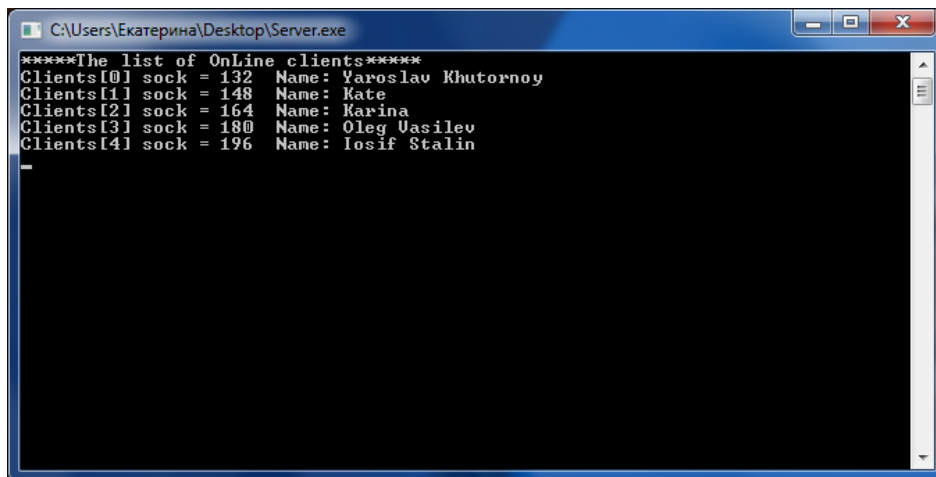 C:\Users\Екатерина\Desktop\Server.exe
*****The list of OnLine clients*****
Clients[0] sock = 132  Name: Yaroslav Khutornoy
Clients[1] sock = 148  Name: Kate
Clients[2] sock = 164  Name: Karina
Clients[3] sock = 180  Name: Oleg Vasilev
Clients[4] sock = 196  Name: Iosif Stalin